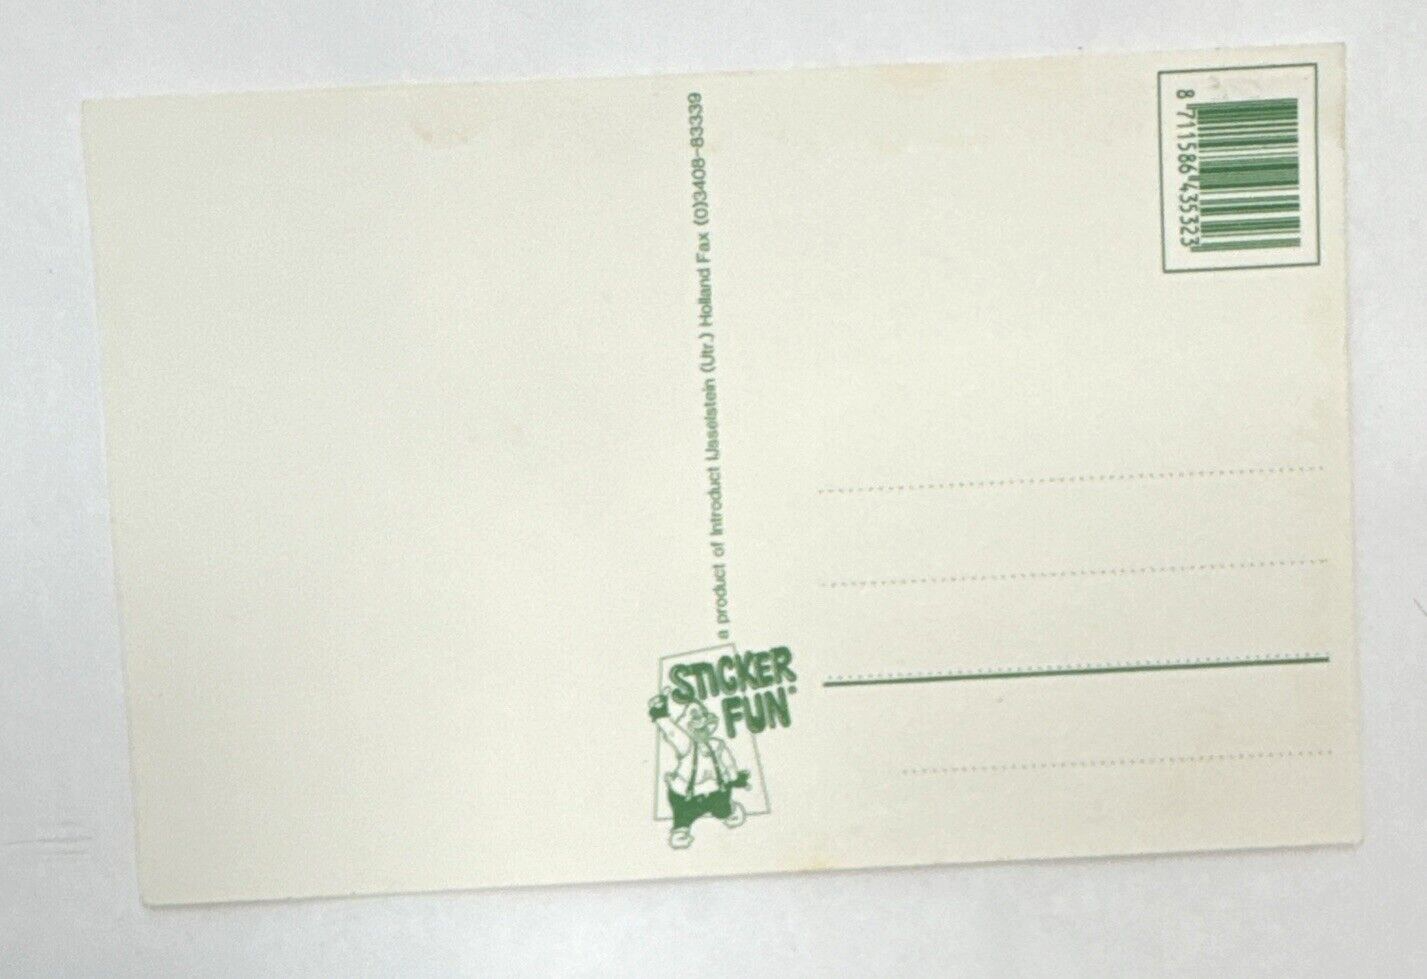 a product of Introduct IJsselstein (Utr.) Holland Fax (0)3408-83339
8 711586 435323
STICKER
FUN